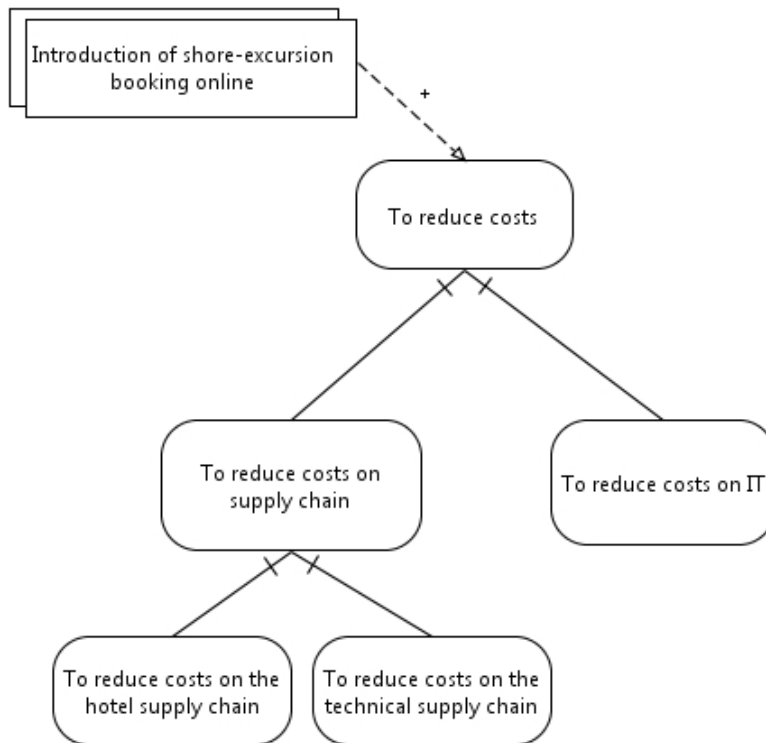 Introduction of shore-excursion
booking online
+
To reduce costs
To reduce costs on
supply chain
To reduce costs on IT
To reduce costs on the
hotel supply chain
To reduce costs on the
technical supply chain